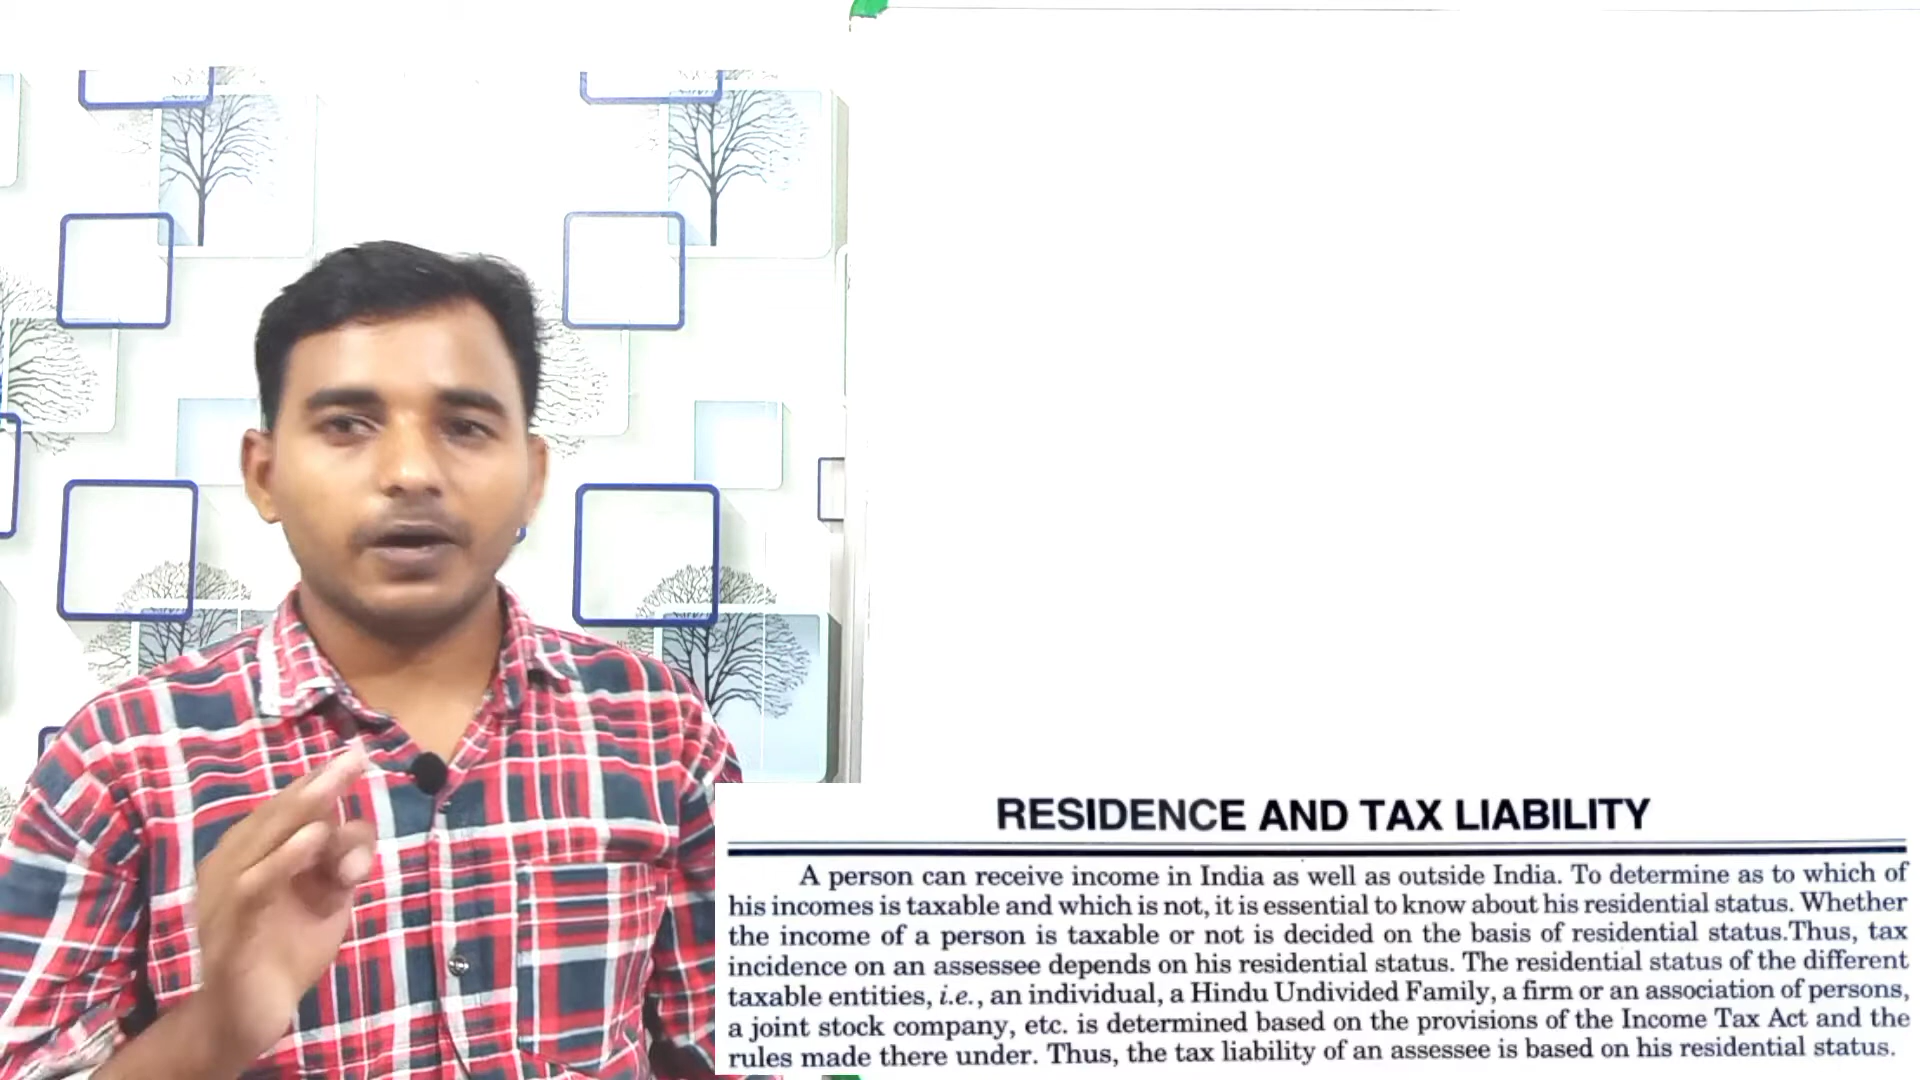 RESIDENCE AND TAX LIABILITY
A person can receive income in India as well as outside India. To determine as to which of
his incomes is taxable and which is not, it is essential to know about his residential status. Whether
the income of a person is taxable or not is decided on the basis of residential status.Thus, tax
incidence on an assessee depends on his residential status. The residential status of the different
taxable entities, i.e., an individual, a Hindu Undivided Family, a firm or an association of persons,
a joint stock company, etc. is determined based on the provisions of the Income Tax Act and the
rules made there under. Thus, the tax liability of an assessee is based on his residential status.